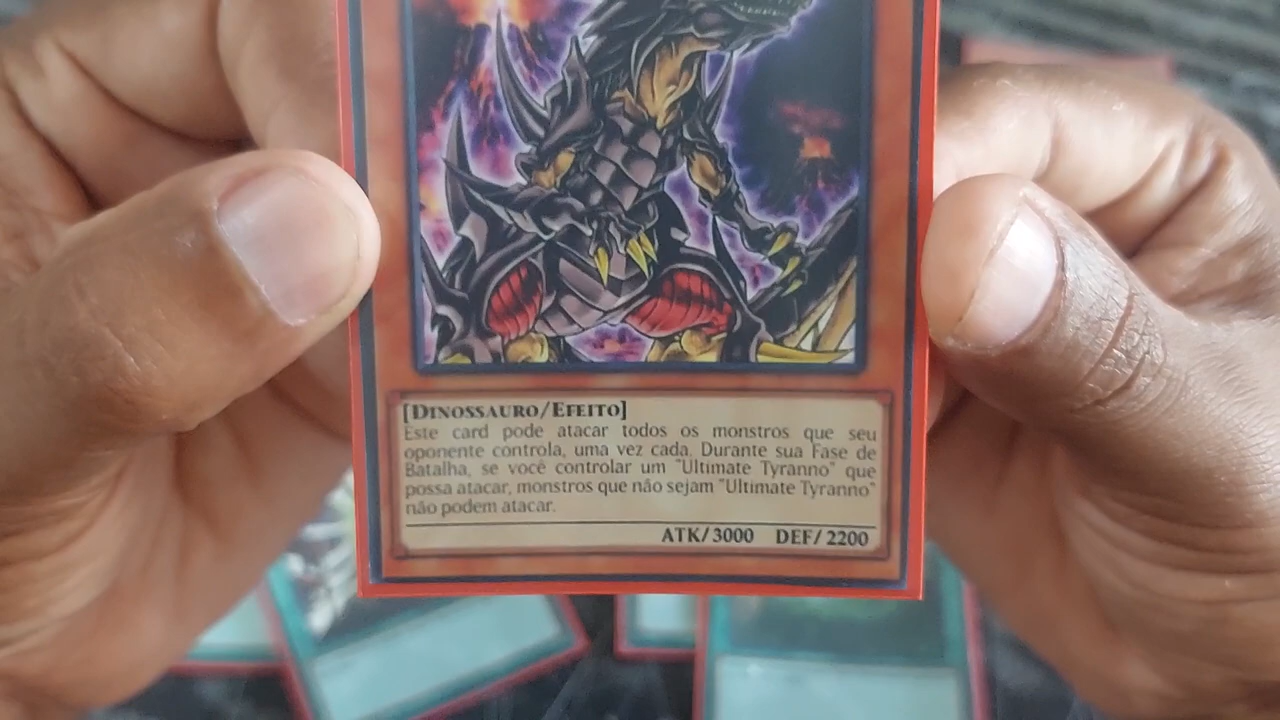 [DINOSSAURO/EFEITO]
Este card pode atacar todos os monstros que seu
oponente controla, uma vez cada. Durante sua Fase de
Batalha, se você controlar um "Ultimate Tyranno" que
possa atacar, monstros que não sejam "Ultimate Tyranno"
não podem atacar.
ATK/3000 DEF/2200